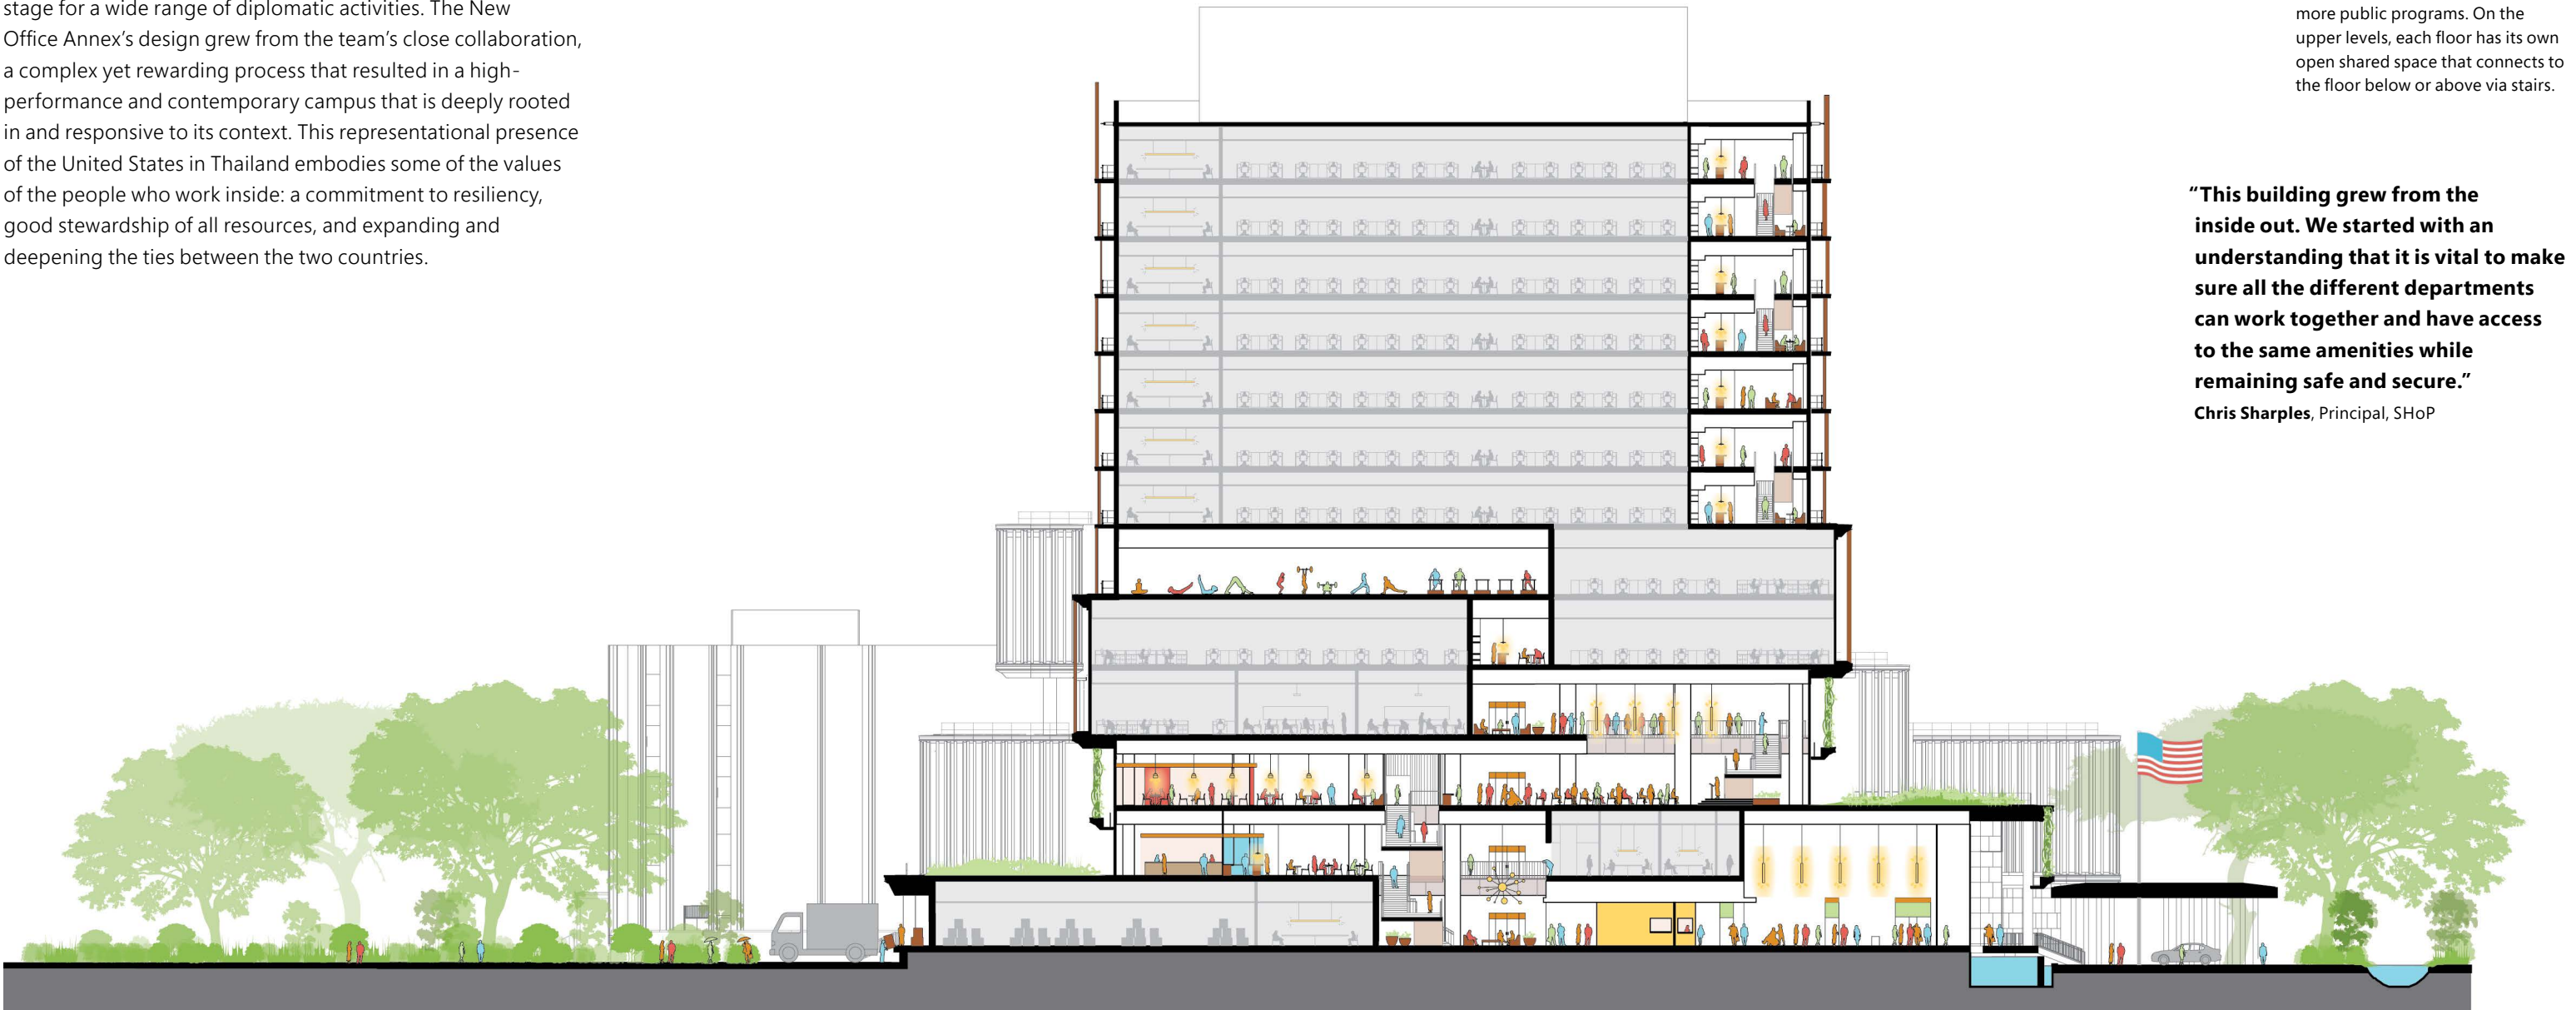 stage for a wide range of diplomatic activities. The New
Office Annex’s design grew from the team’s close collaboration,
a complex yet rewarding process that resulted in a high-
performance and contemporary campus that is deeply rooted
in and responsive to its context. This representational presence
of the United States in Thailand embodies some of the values
of the people who work inside: a commitment to resiliency,
good stewardship of all resources, and expanding and
deepening the ties between the two countries.
more public programs. On the
upper levels, each floor has its own
open shared space that connects to
the floor below or above via stairs.
“This building grew from the
inside out. We started with an
understanding that it is vital to make
sure all the different departments
can work together and have access
to the same amenities while
remaining safe and secure.”
Chris Sharples, Principal, SHoP